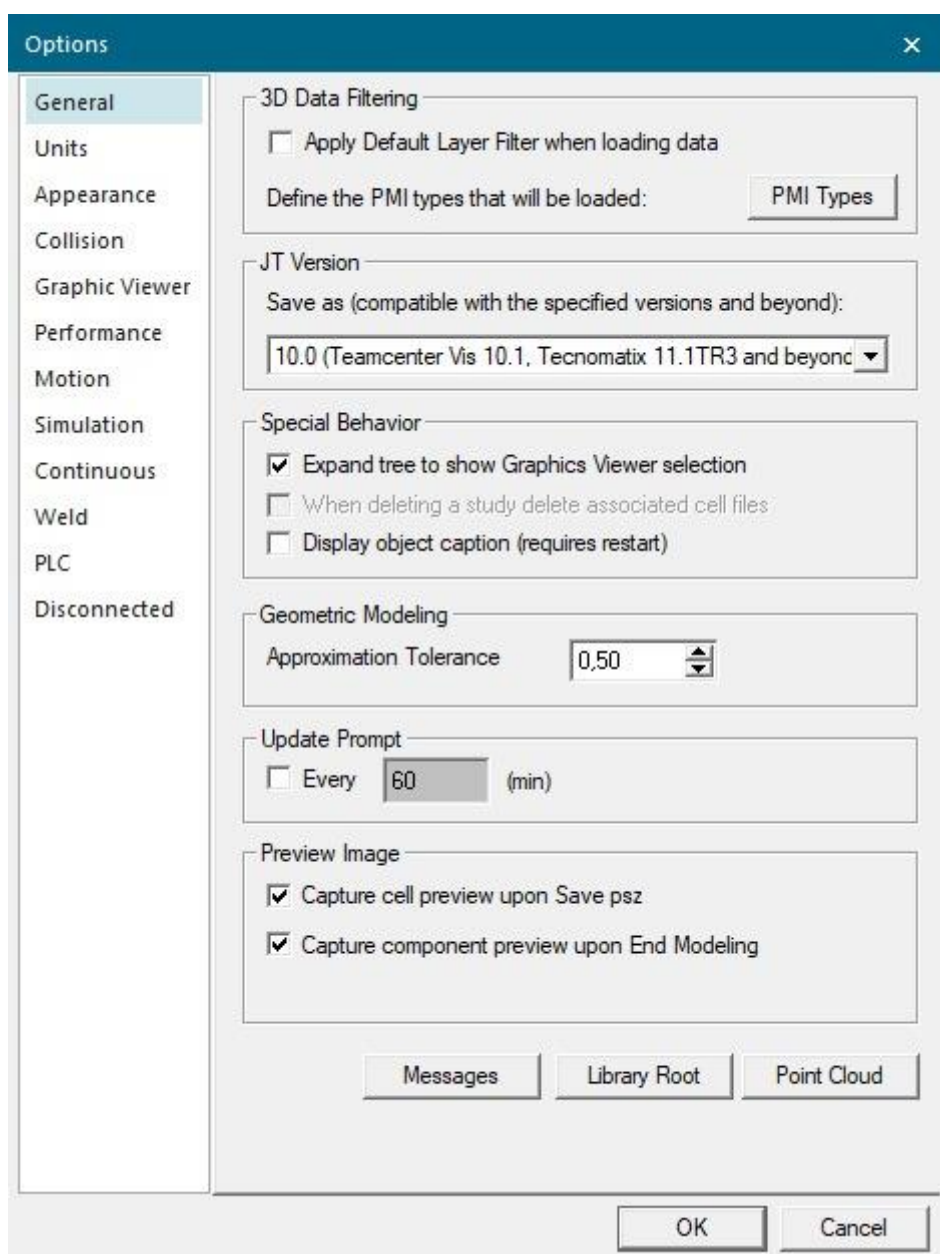 Options
General
Units
Appearance
Collision
Graphic Viewer
Performance
Motion
Simulation
Continuous
Weld
PLC
Disconnected
3D Data Filtering
Apply Default Layer Filter when loading data
Define the PMI types that will be loaded: PMI Types
JT Version
Save as (compatible with the specified versions and beyond):
10.0 (Teamcenter Vis 10.1, Tecnomatix 11.1TR3 and beyond
Special Behavior
Expand tree to show Graphics Viewer selection
When deleting a study delete associated cell files
Display object caption (requires restart)
Geometric Modeling
Approximation Tolerance 0,50
Update Prompt
Every 60 (min)
Preview Image
Capture cell preview upon Save psz
Capture component preview upon End Modeling
Messages Library Root Point Cloud
OK Cancel